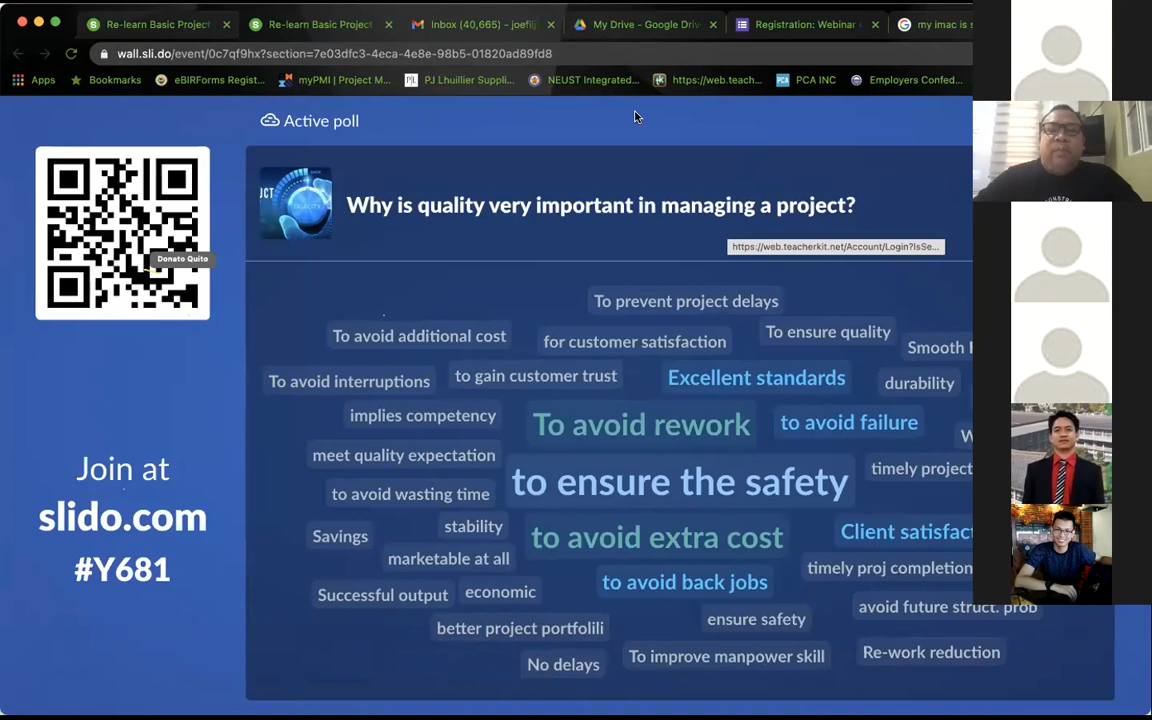 Re-learn Basic Project
Re-learn Basic Project
Inbox (40,665) - joefil
My Drive - Google Driv
Registration: Webinar
my imac is s
wall.sli.do/event/0c7qf9hx?section=7e03dfc3-4eca-4e8e-98b5-01820ad89fd8
Apps
Bookmarks
eBIRForms Regist...
myPMI | Project M...
PJ Lhuillier Suppli...
NEUST Integrated...
https://web.teach...
PCA INC
Employers Confed...
Active poll
Why is quality very important in managing a project?
https://web.teacherkit.net/Account/Login?IsSe...
Donato Quito
To prevent project delays
To avoid additional cost
for customer satisfaction
To ensure quality
Smooth
To avoid interruptions
to gain customer trust
Excellent standards
durability
implies competency
To avoid rework
to avoid failure
meet quality expectation
to ensure the safety
timely project
to avoid wasting time
Savings
stability
to avoid extra cost
Client satisfact
marketable at all
timely proj completion
Successful output
economic
to avoid back jobs
avoid future struct. prob
better project portfolili
ensure safety
No delays
To improve manpower skill
Re-work reduction
Join at
slido.com
#Y681